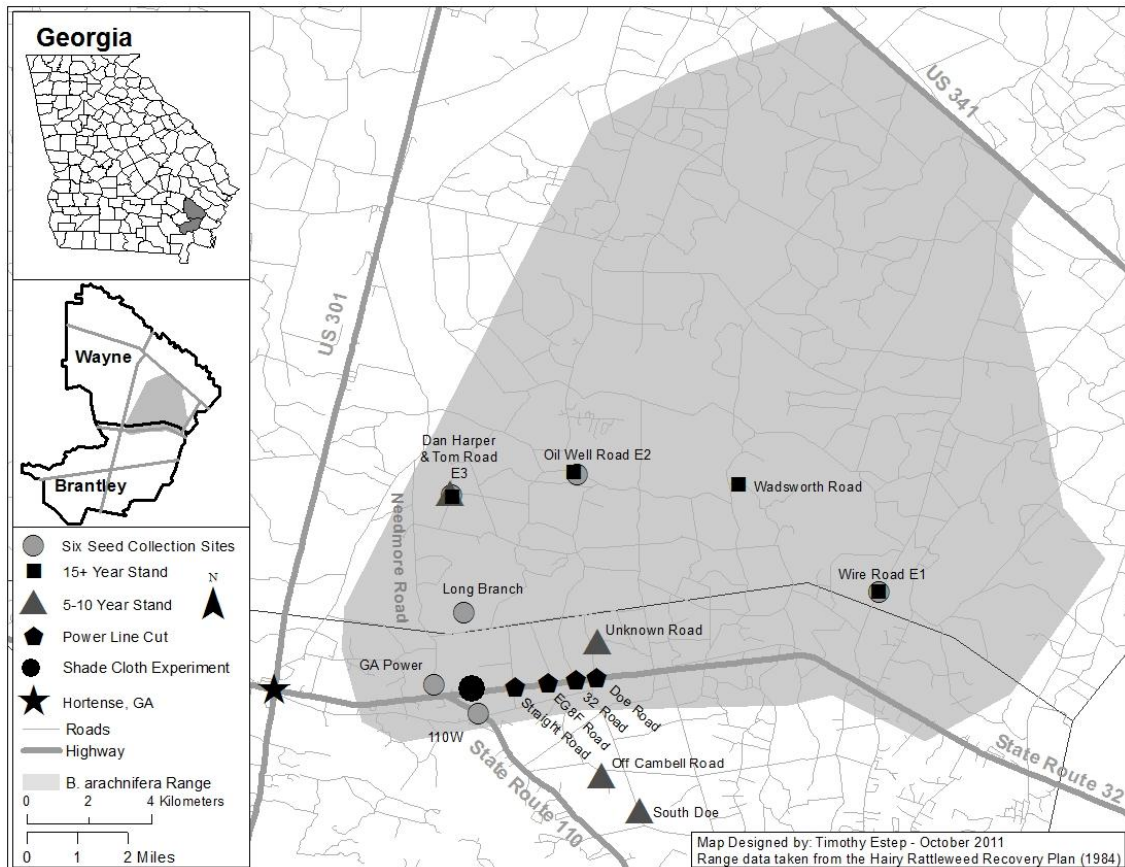 Georgia
Wayne
Brantley
Six Seed Collection Sites
15+ Year Stand
N
5-10 Year Stand
Power Line Cut
Shade Cloth Experiment
Hortense, GA
Roads
Highway
B. arachnifera Range
0 2 4 Kilometers
0 1 2 Miles
US 341
US 301
Dan Harper
& Tom Road
E3
Oil Well Road E2
Wadsworth Road
Needmore Road
Wire Road E1
Long Branch
Unknown Road
GA Power
Doe Road
32 Road
EG8F Road
Straight Road
110W
Off Cambell Road
State Route 110
State Route 32
South Doe
Map Designed by: Timothy Estep - October 2011
Range data taken from the Hairy Rattleweed Recovery Plan (1984)